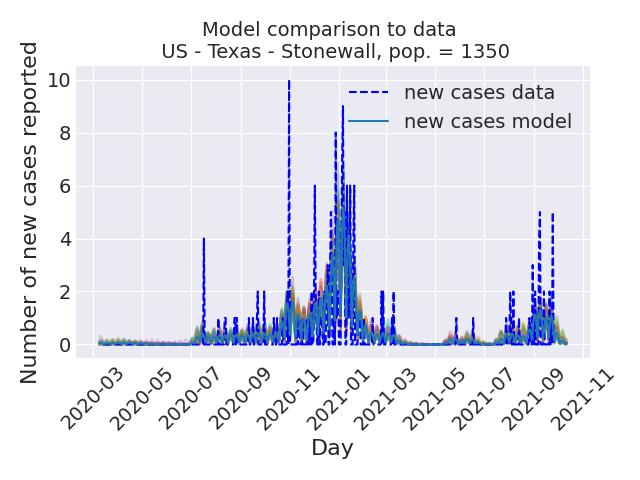 Model comparison to data
US - Texas - Stonewall, pop. = 1350
Number of new cases reported
10
8
6
4
2
0
new cases data
new cases model
2020-03
2020-05
2020-07
2020-09
2020-11
2021-01
2021-03
2021-05
2021-07
2021-09
2021-11
Day